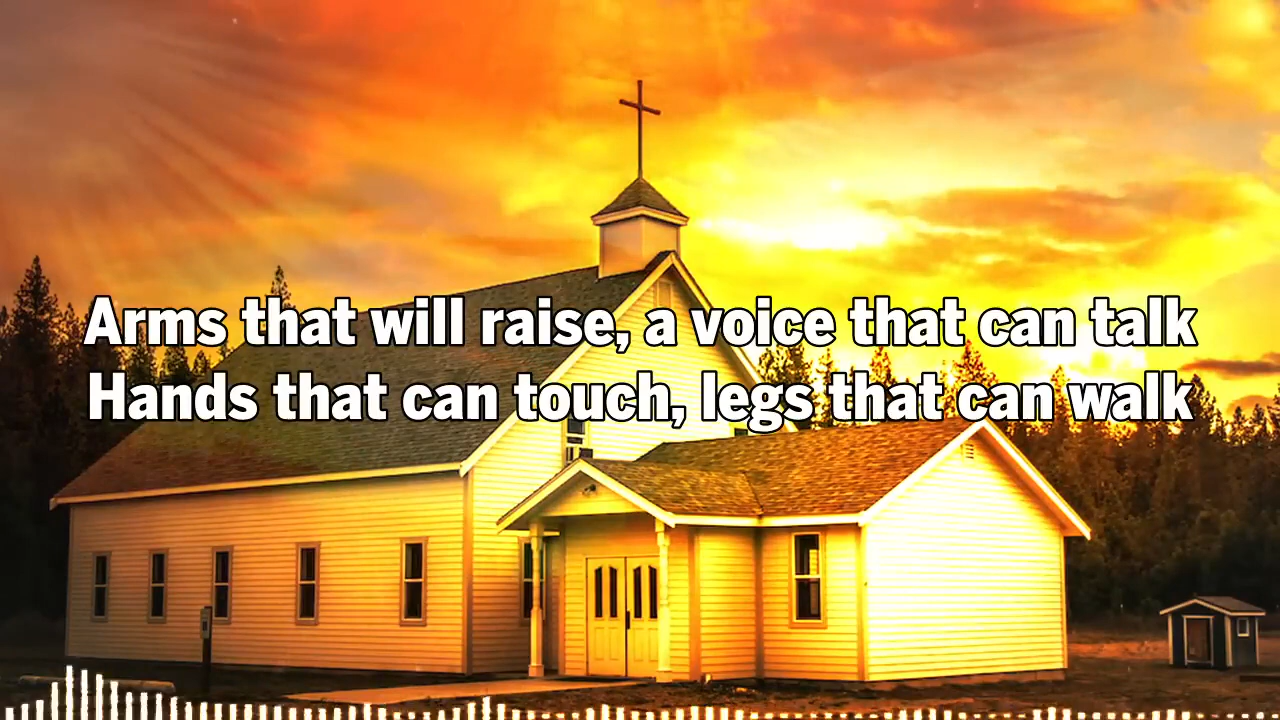 Arms that will raise, a voice that can talk
Hands that can touch, legs that can walk